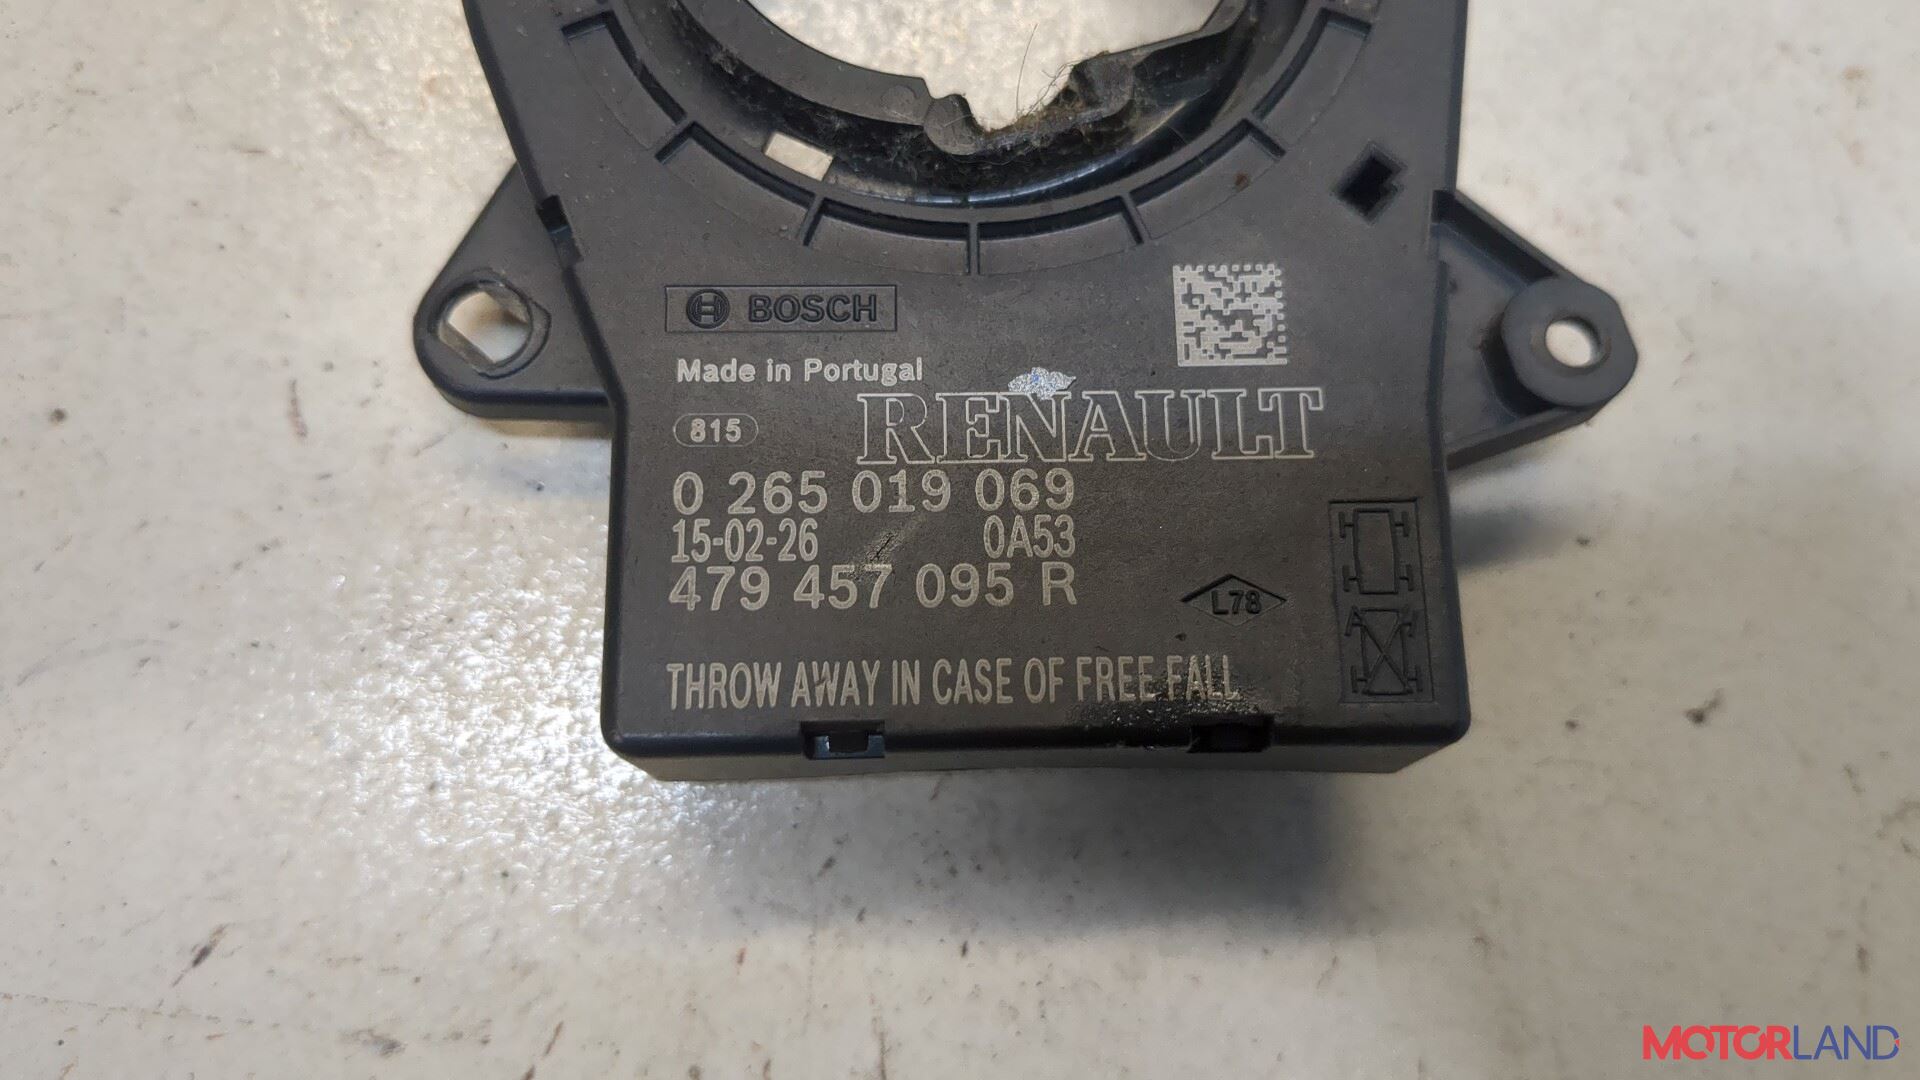 BOSCH
Made in Portugal
RENAULT
815
0 265 019 069
15-02-26 0A53
479 457 095 R
L78
A
THROW AWAY IN CASE OF FREE FALL
MOTORLAND